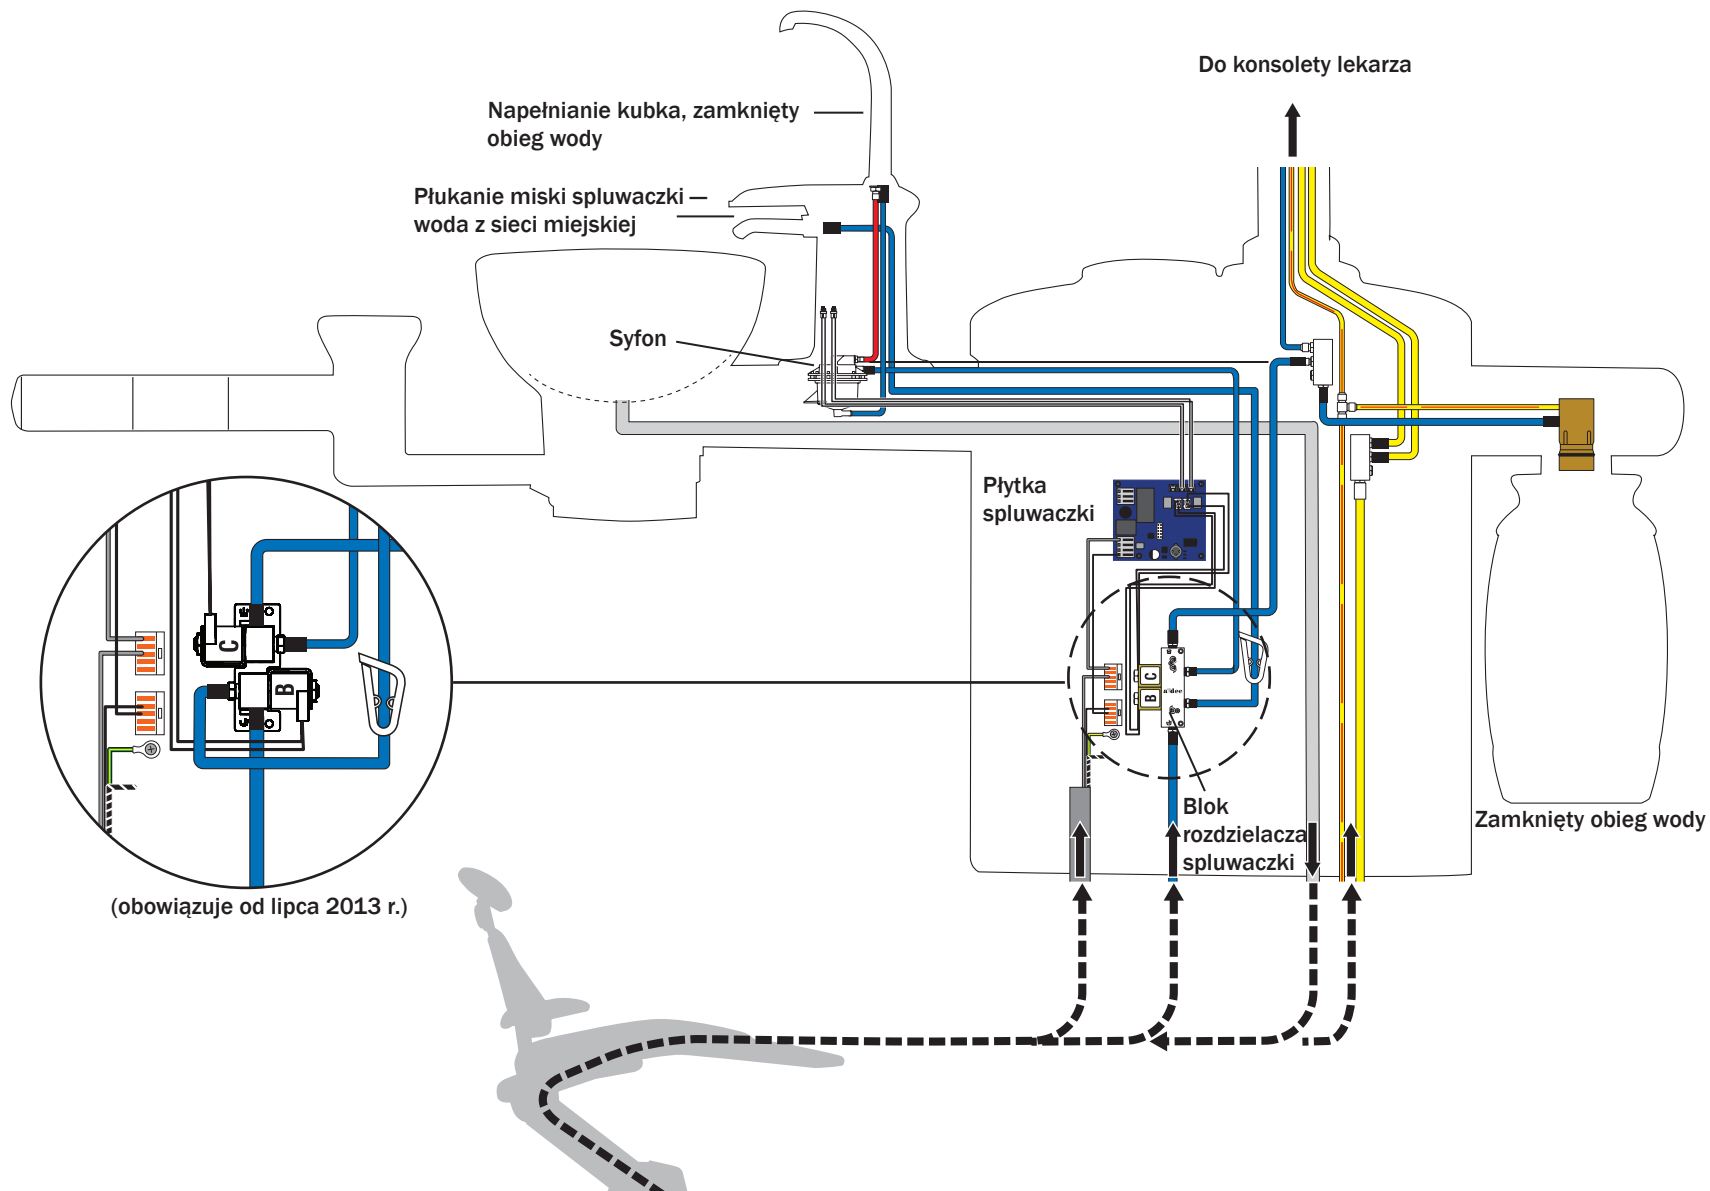 Do konsolety lekarza
Napełnianie kubka, zamknięty
obieg wody
Płukanie miski spluwaczki —
woda z sieci miejskiej
Syfon
Płytka
spluwaczki
C
B
C
B
a dec
Blok
rozdzielacza
spluwaczki
Zamknięty obieg wody
(obowiązuje od lipca 2013 r.)